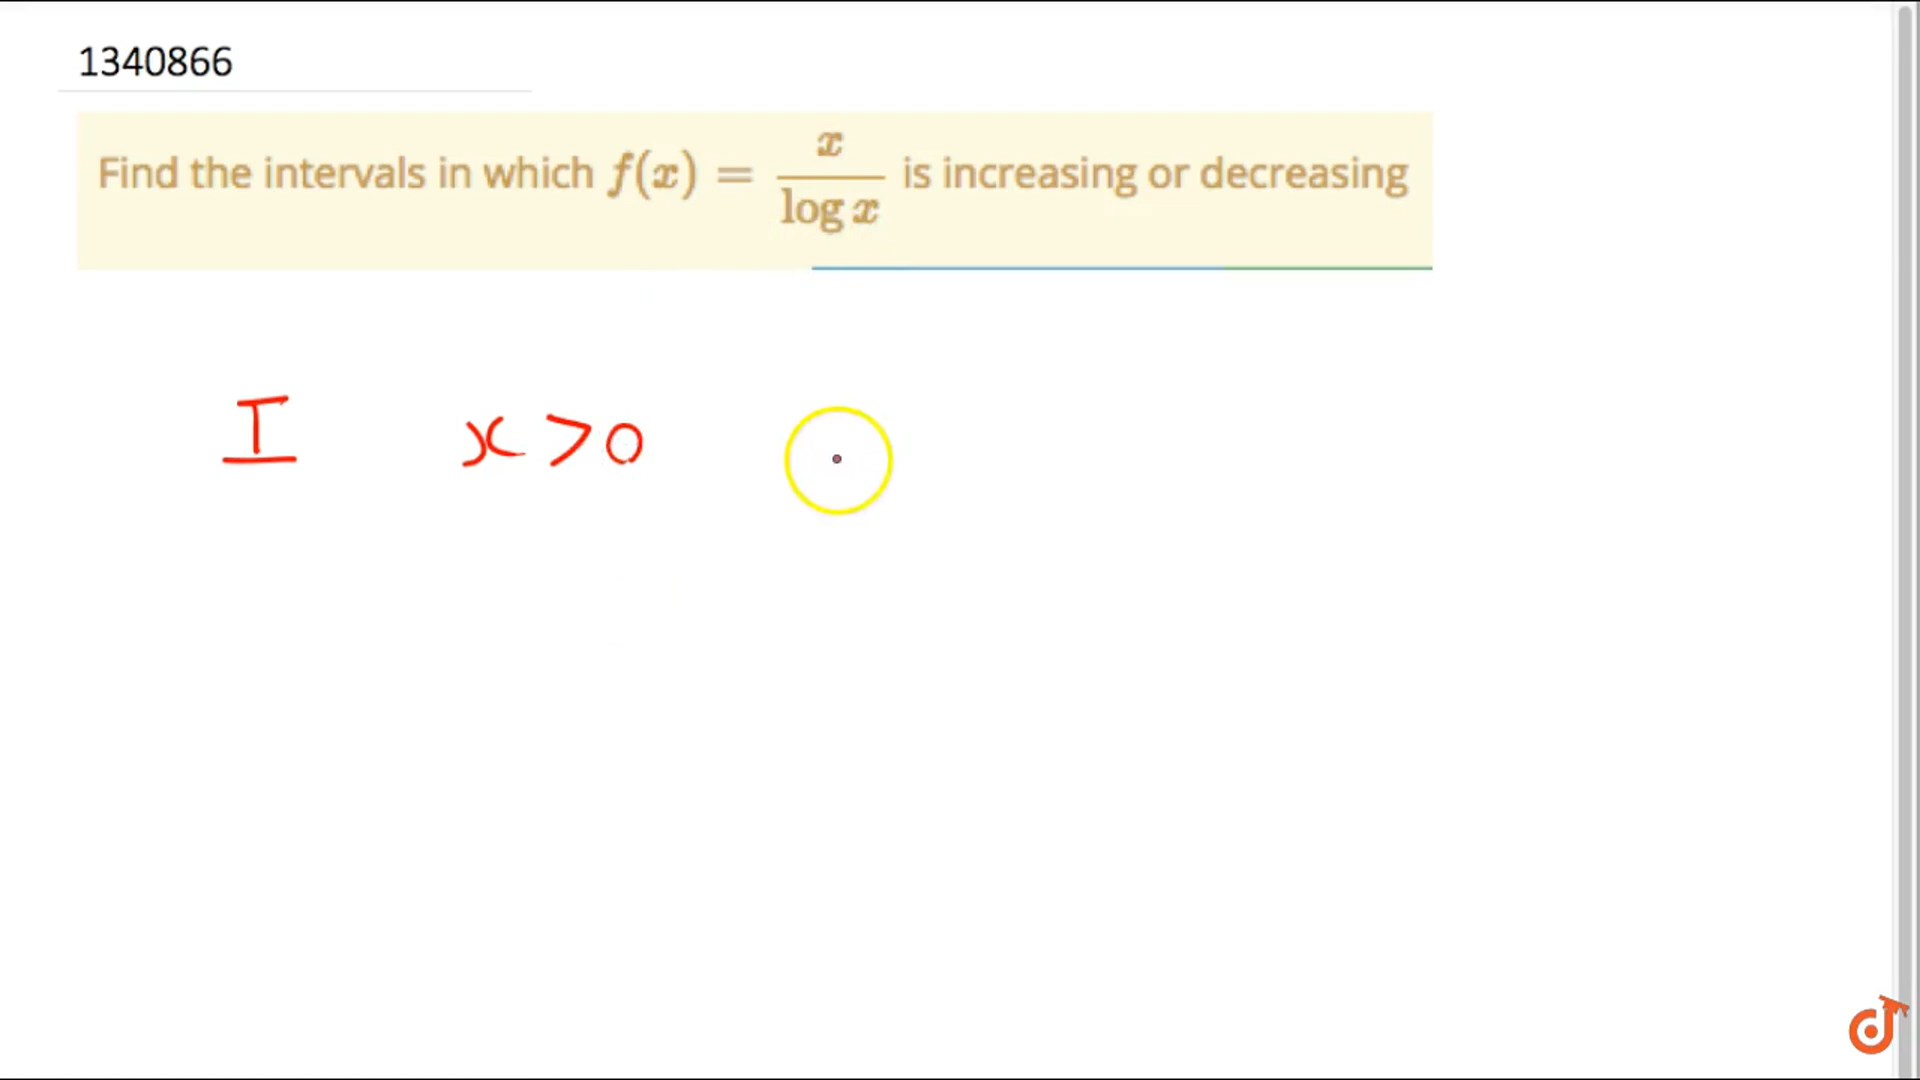 1340866
Find the intervals in which f(x) = x / log x is increasing or decreasing
I x > 0